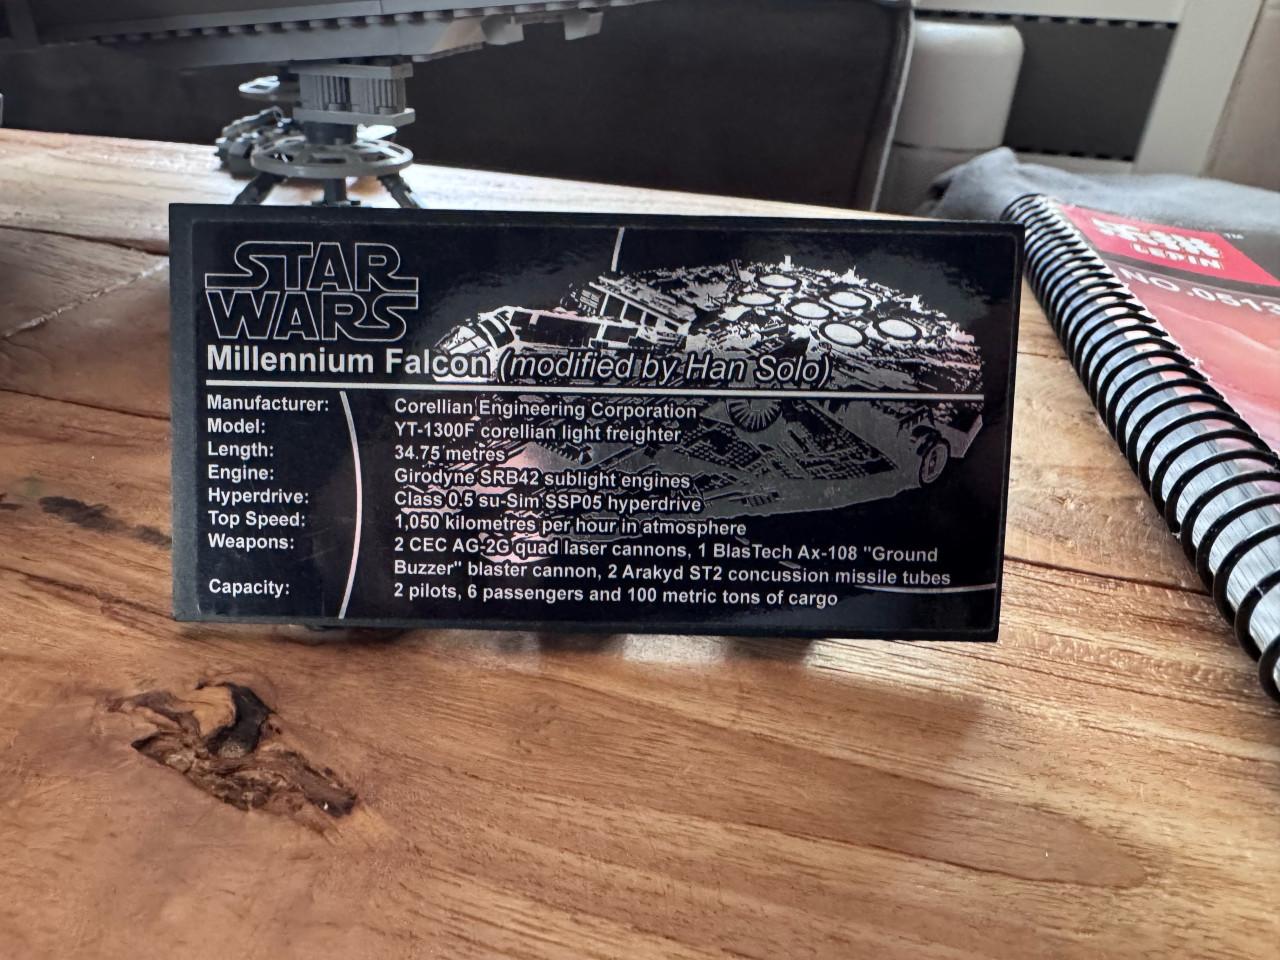 STAR
WARS
Millennium Falcon (modified by Han Solo)
Manufacturer: Corellian Engineering Corporation
Model: YT-1300F corellian light freighter
Length: 34.75 metres
Engine: Girodyne SRB42 sublight engines
Hyperdrive: Class 0.5 su-Sim SSP05 hyperdrive
Top Speed: 1,050 kilometres per hour in atmosphere
Weapons: 2 CEC AG-2G quad laser cannons, 1 BlasTech Ax-108 "Ground
Buzzer" blaster cannon, 2 Arakyd ST2 concussion missile tubes
Capacity: 2 pilots, 6 passengers and 100 metric tons of cargo
™
LEPIN
NO.0513